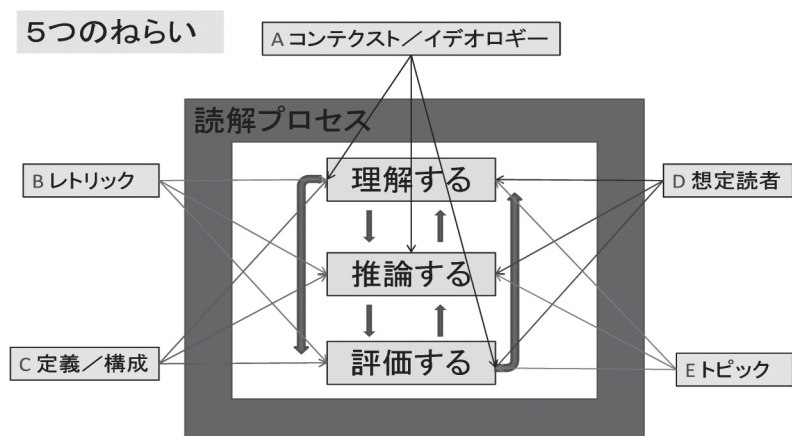 5つのねらい
A コンテクスト／イデオロギー
読解プロセス
B レトリック
理解する
D 想定読者
推論する
C 定義／構成
評価する
E トピック